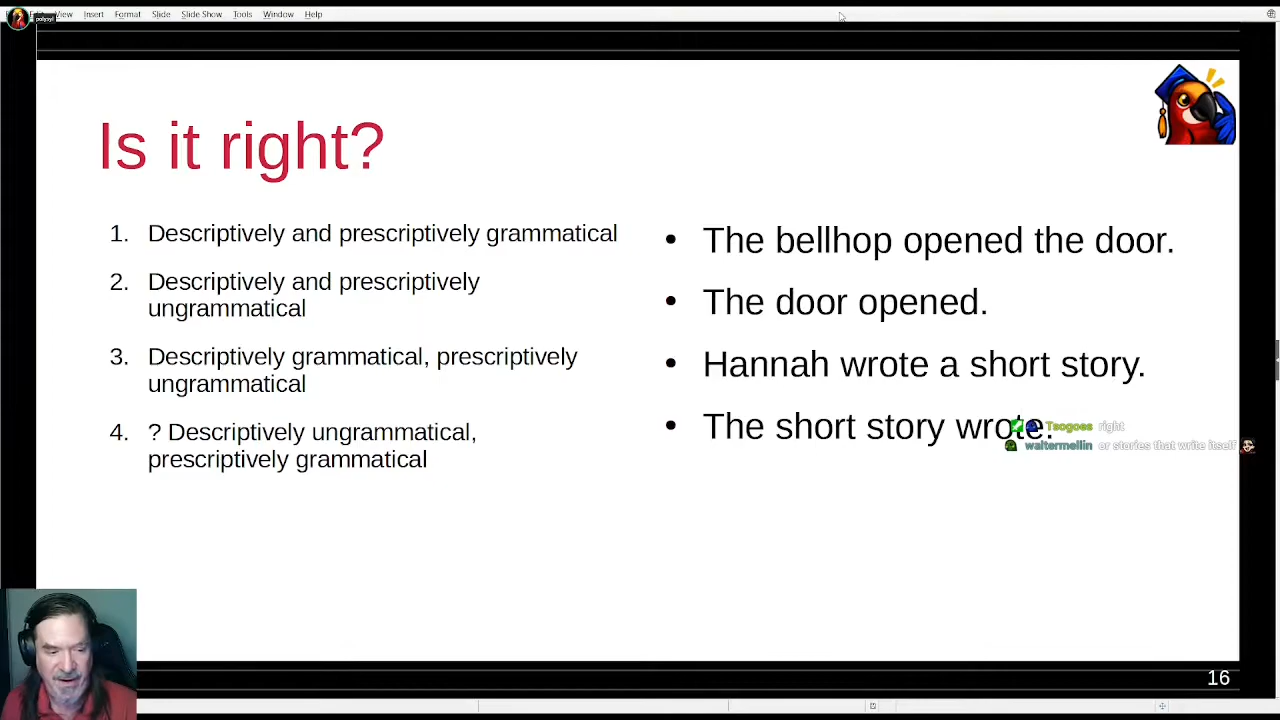 View Insert Format Slide Slide Show Tools Window Help
polysyl
Is it right?
1. Descriptively and prescriptively grammatical
2. Descriptively and prescriptively
ungrammatical
3. Descriptively grammatical, prescriptively
ungrammatical
4. ? Descriptively ungrammatical,
prescriptively grammatical
• The bellhop opened the door.
• The door opened.
• Hannah wrote a short story.
• The short story wrote.
Tsogoes right
waltermellin or stories that write itself
16